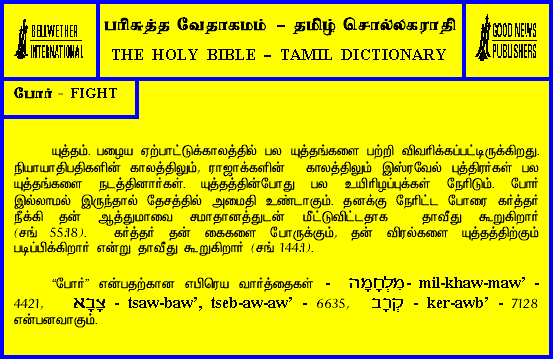 BELLWETHER
INTERNATIONAL
பரிசுத்த வேதாகமம் – தமிழ் சொல்லகராதி
THE HOLY BIBLE – TAMIL DICTIONARY
GOOD NEWS
PUBLISHERS
போர் - FIGHT
யுத்தம். பழைய ஏற்பாட்டுக்காலத்தில் பல யுத்தங்களை பற்றி விவரிக்கப்பட்டிருக்கிறது.
நியாயாதிபதிகளின் காலத்திலும், ராஜாக்களின் காலத்திலும் இஸ்ரவேல் புத்திரர்கள் பல
யுத்தங்களை நடத்தினார்கள். யுத்தத்தின்போது பல உயிரிழப்புக்கள் நேரிடும். போர்
இல்லாமல் இருந்தால் தேசத்தில் அமைதி உண்டாகும். தனக்கு நேரிட்ட போரை கர்த்தர்
நீக்கி தன் ஆத்துமாவை சமாதானத்துடன் மீட்டுவிட்டதாக தாவீது கூறுகிறார்
(சங் 55:18). கர்த்தர் தன் கைகளை போருக்கும், தன் விரல்களை யுத்தத்திற்கும்
படிப்பிக்கிறார் என்று தாவீது கூறுகிறார் (சங் 144:1).
“போர்” என்பதற்கான எபிரெய வார்த்தைகள் - מִלְחָמָה - mil-khaw-maw’ -
4421, צָבָא - tsaw-baw’, tseb-aw-aw’ - 6635, קְרָב - ker-awb’ - 7128
என்பனவாகும்.